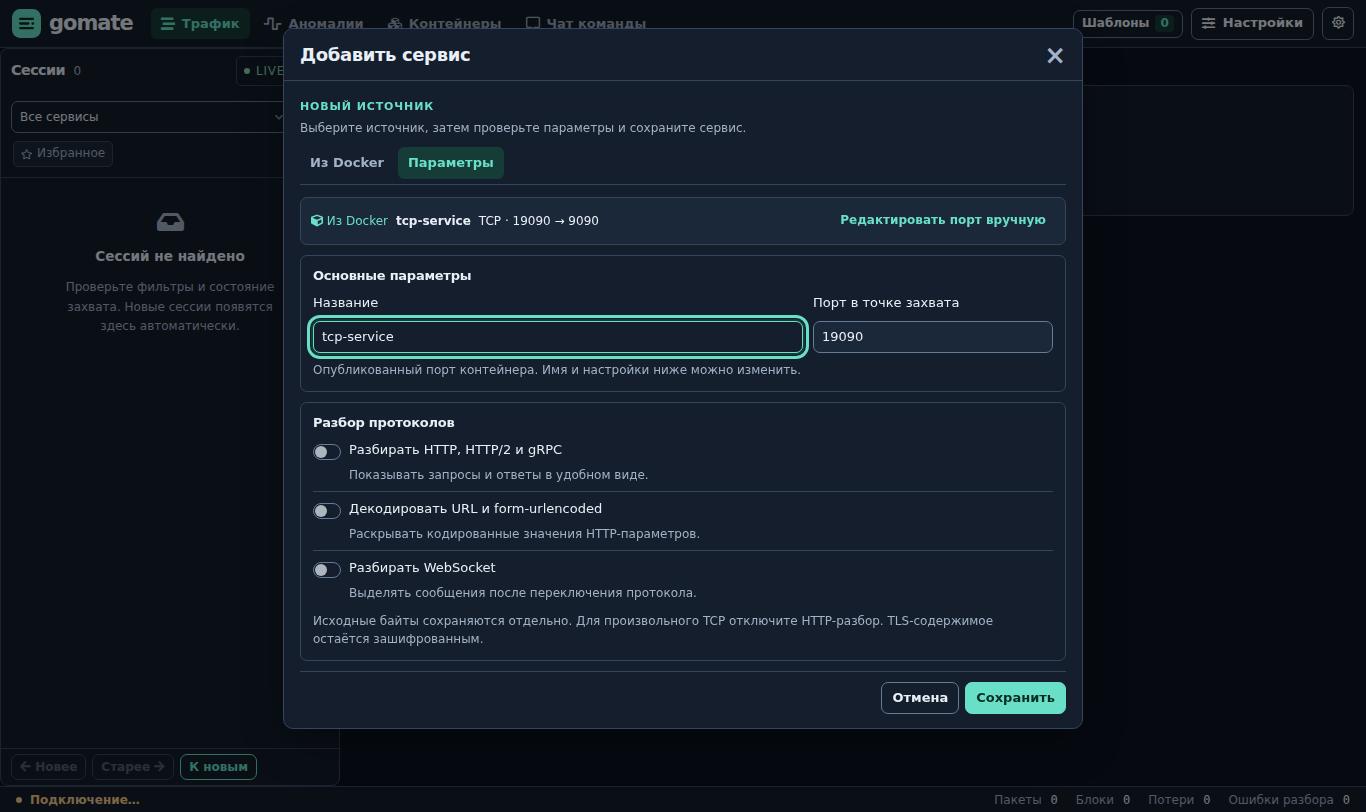 gomate
Трафик
Аномалии
Контейнеры
Чат команды
Шаблоны 0
Настройки
Сессии 0
LIVE
Все сервисы
Избранное
Сессий не найдено
Проверьте фильтры и состояние
захвата. Новые сессии появятся
здесь автоматически.
Добавить сервис
НОВЫЙ ИСТОЧНИК
Выберите источник, затем проверьте параметры и сохраните сервис.
Из Docker
Параметры
Из Docker tcp-service TCP · 19090 → 9090
Редактировать порт вручную
Основные параметры
Название
Порт в точке захвата
tcp-service
19090
Опубликованный порт контейнера. Имя и настройки ниже можно изменить.
Разбор протоколов
Разбирать HTTP, HTTP/2 и gRPC
Показывать запросы и ответы в удобном виде.
Декодировать URL и form-urlencoded
Раскрывать кодированные значения HTTP-параметров.
Разбирать WebSocket
Выделять сообщения после переключения протокола.
Исходные байты сохраняются отдельно. Для произвольного TCP отключите HTTP-разбор. TLS-содержимое
остаётся зашифрованным.
Отмена
Сохранить
← Новее
Старее →
К новым
Подключение…
Пакеты 0
Блоки 0
Потери 0
Ошибки разбора 0